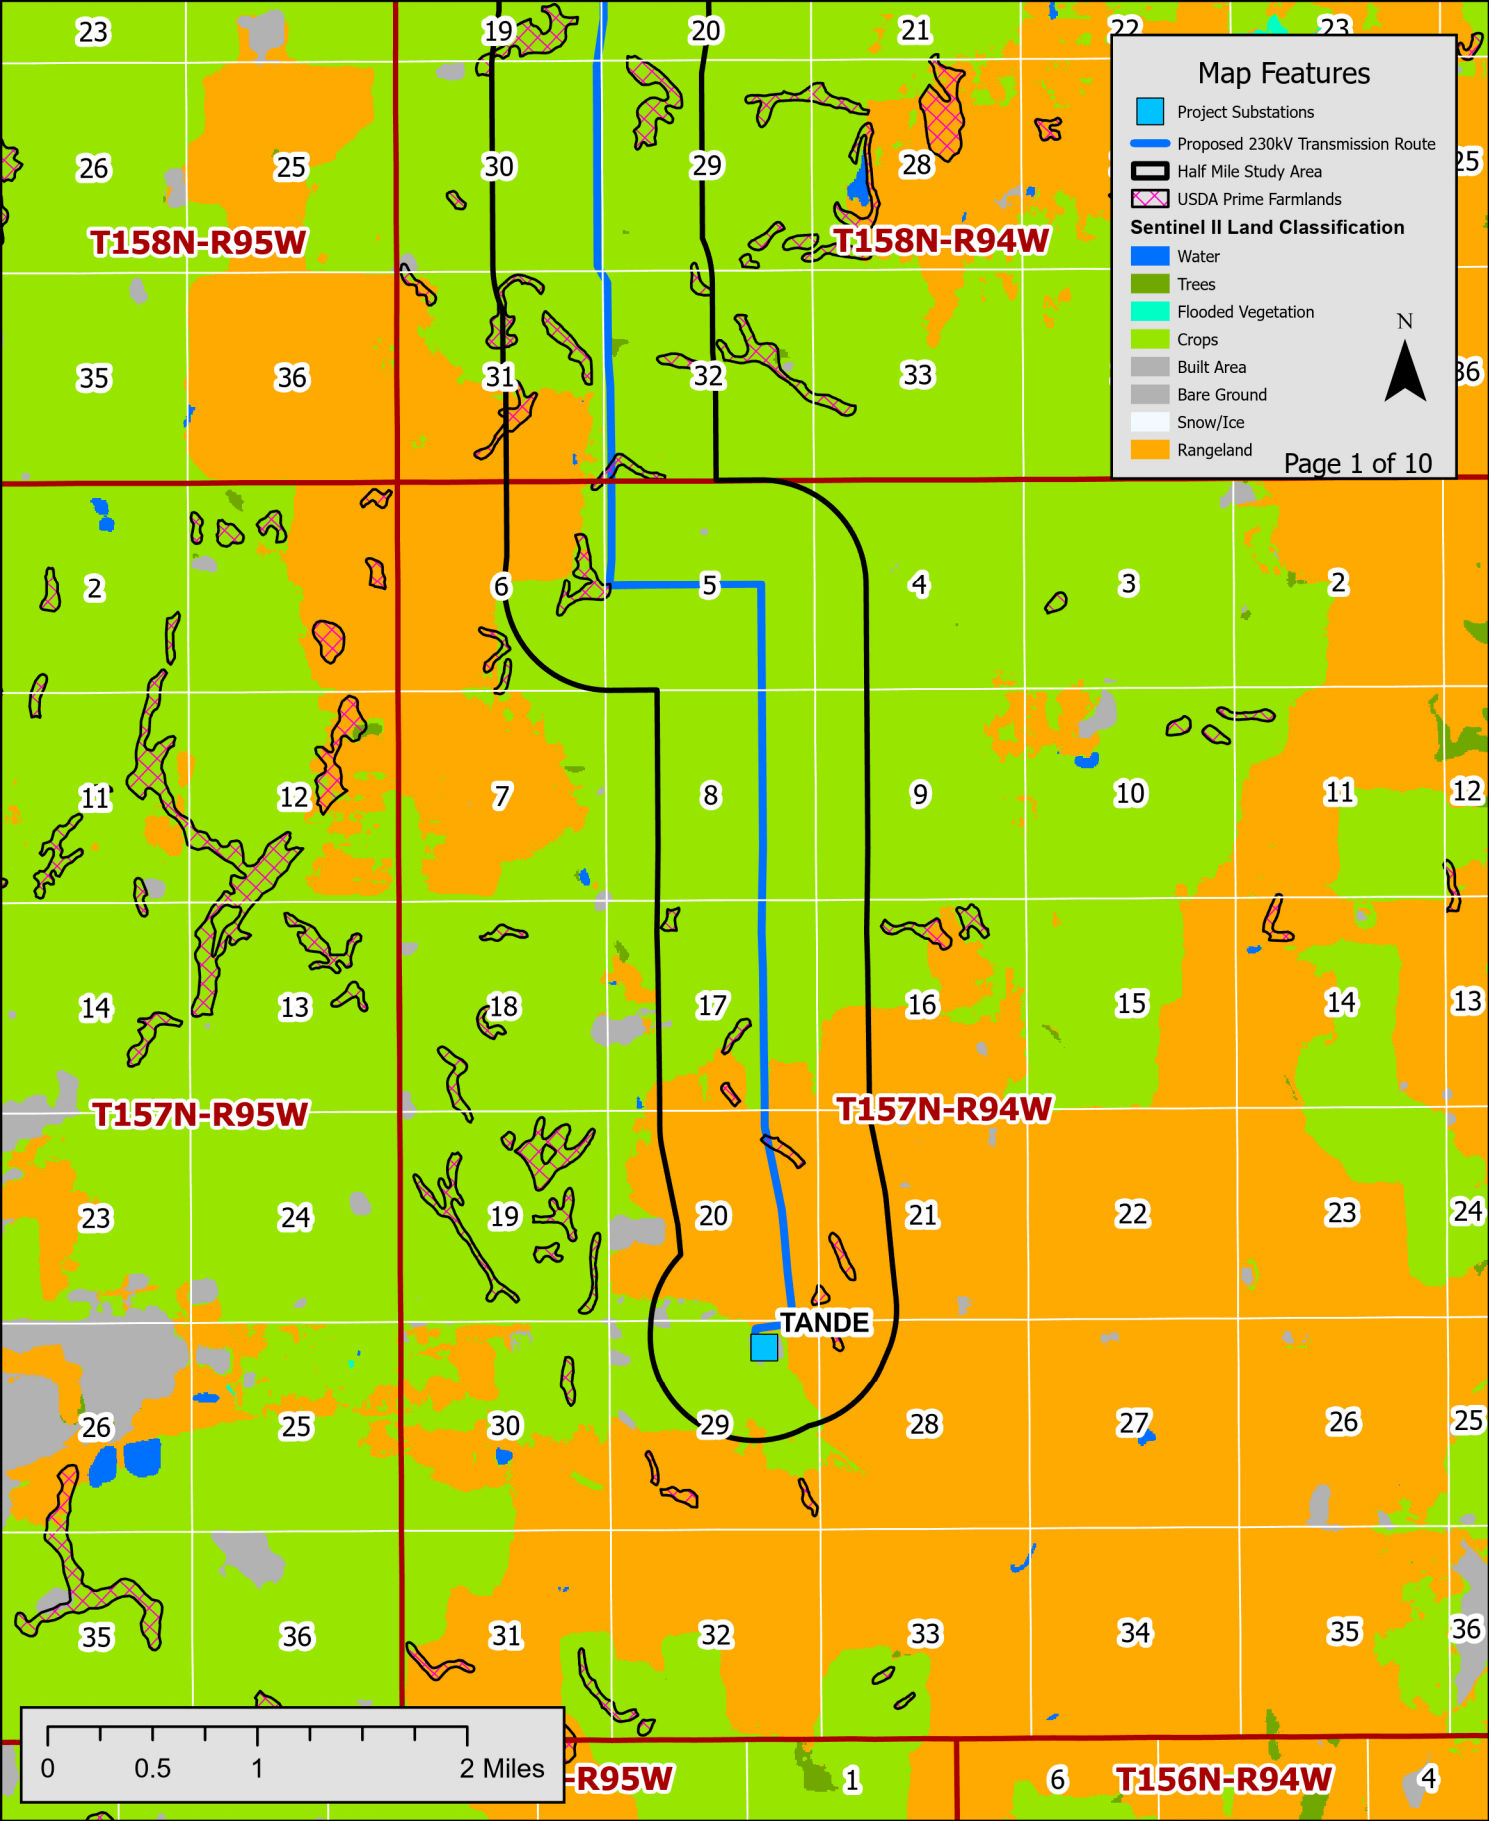 23 19 20 21 22 23
Map Features
Project Substations
Proposed 230kV Transmission Route
Half Mile Study Area
USDA Prime Farmlands
Sentinel II Land Classification
Water
Trees
Flooded Vegetation
Crops
Built Area
Bare Ground
Snow/Ice
Rangeland
N
Page 1 of 10
26 25 30 29 28 25
T158N-R95W T158N-R94W
35 36 31 32 33 36
2 6 5 4 3 2
11 12 7 8 9 10 11 12
14 13 18 17 16 15 14 13
T157N-R95W T157N-R94W
23 24 19 20 21 22 23 24
TANDE
26 25 30 29 28 27 26 25
35 36 31 32 33 34 35 36
0 0.5 1 2 Miles
-R95W 1 6 T156N-R94W 4